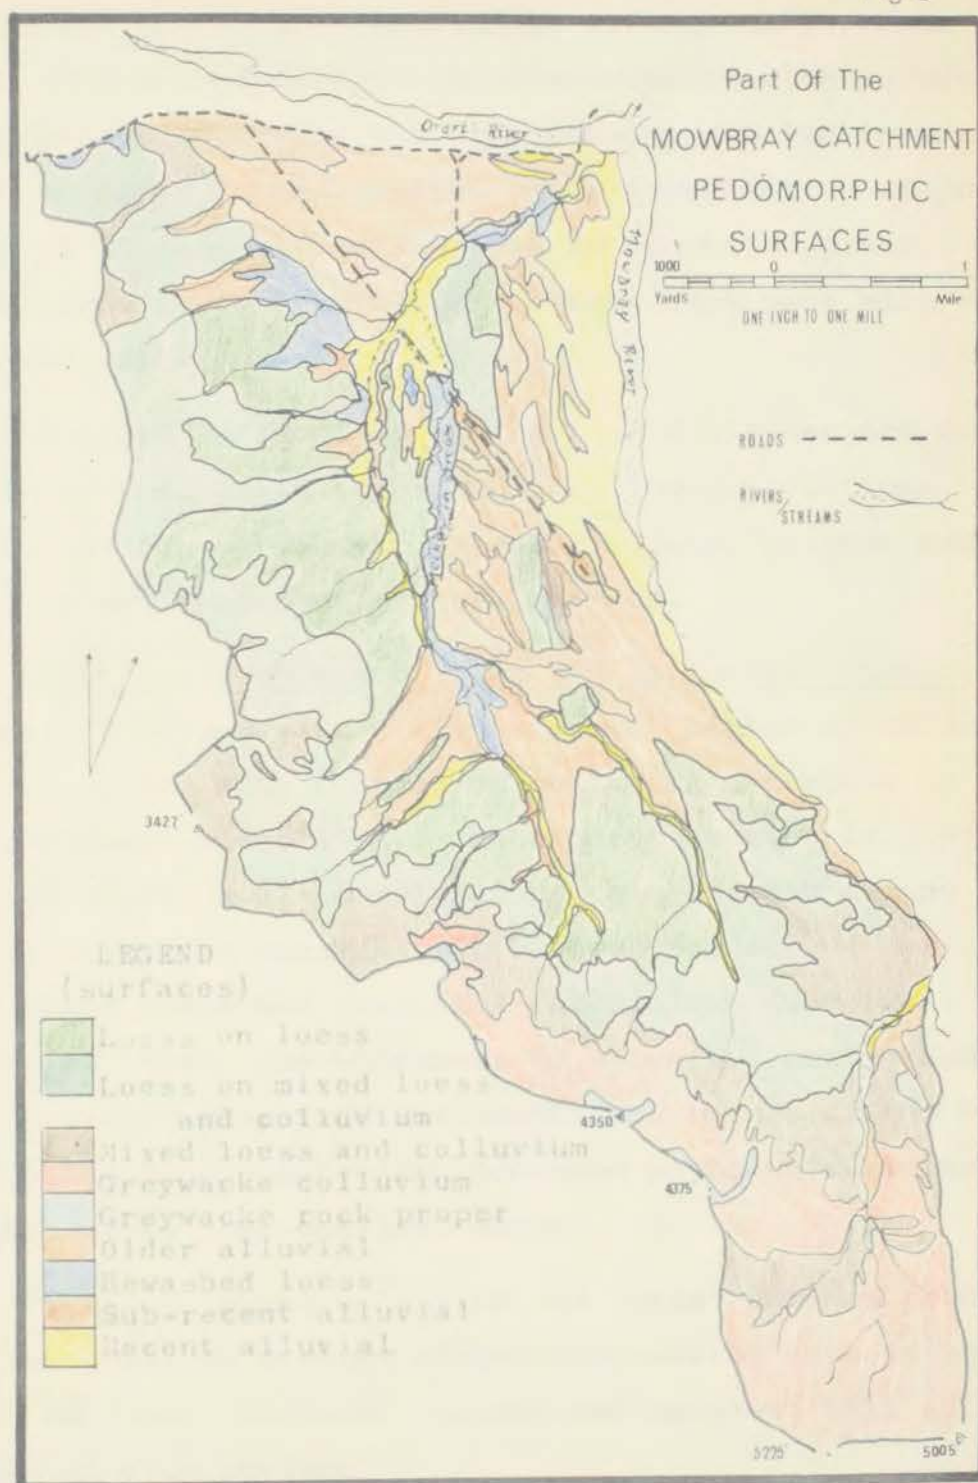 Part Of The
MOWBRAY CATCHMENT
PEDOMORPHIC
SURFACES
1000 0 1
Yards Mile
ONE INCH TO ONE MILE
ROADS
RIVERS
STREAMS
Orari River
Mowbray River
3427
4350
4375
5225
5005
LEGEND
(surfaces)
Loess on loess
Loess on mixed loess
and colluvium
Mixed loess and colluvium
Greywacke colluvium
Greywacke rock proper
Older alluvial
Rewashed loess
Sub-recent alluvial
Recent alluvial